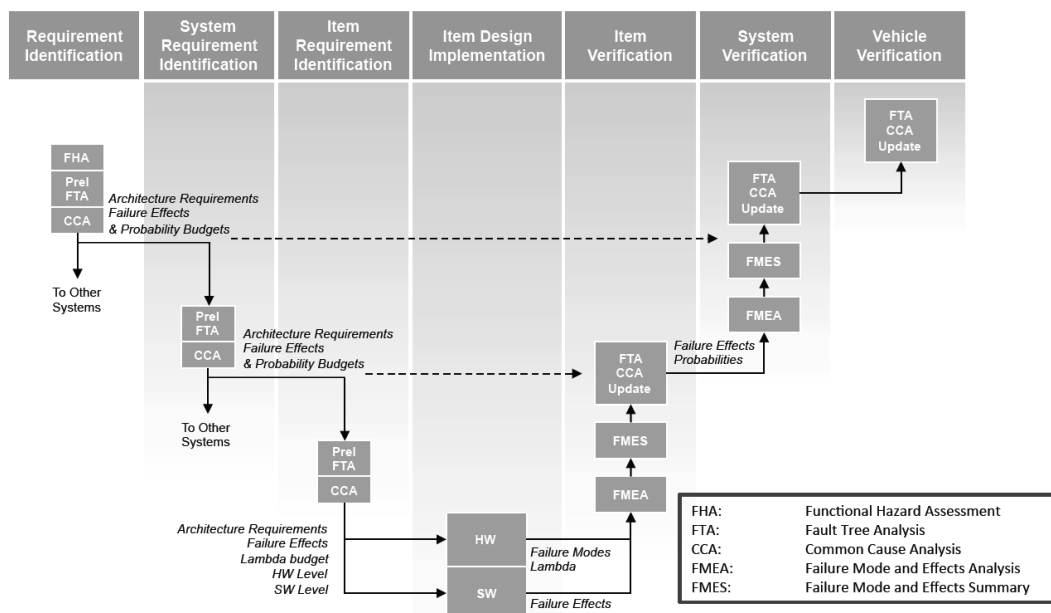 Requirement
Identification
System
Requirement
Identification
Item
Requirement
Identification
Item Design
Implementation
Item
Verification
System
Verification
Vehicle
Verification
FHA
Prel
FTA
CCA
Architecture Requirements
Failure Effects
& Probability Budgets
To Other
Systems
Prel
FTA
CCA
Architecture Requirements
Failure Effects
& Probability Budgets
To Other
Systems
Prel
FTA
CCA
Architecture Requirements
Failure Effects
Lambda budget
HW Level
SW Level
HW
SW
Failure Modes
Lambda
Failure Effects
FMEA
FMES
FTA
CCA
Update
Failure Effects
Probabilities
FMEA
FMES
FTA
CCA
Update
FTA
CCA
Update
FHA: Functional Hazard Assessment
FTA: Fault Tree Analysis
CCA: Common Cause Analysis
FMEA: Failure Mode and Effects Analysis
FMES: Failure Mode and Effects Summary